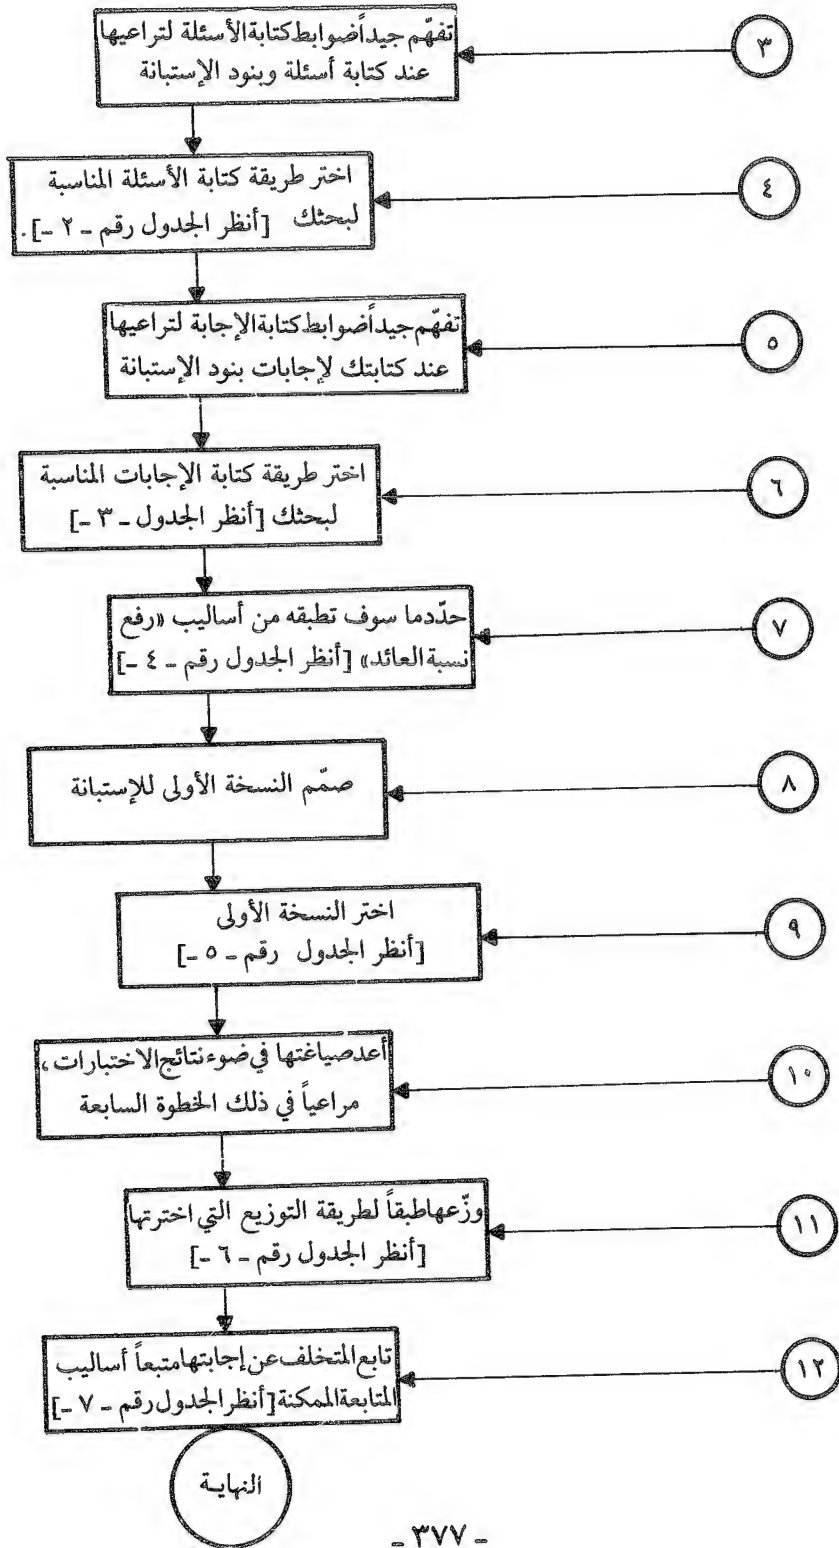 ٣
تفهّم جيداً ضوابط كتابة الأسئلة لتراعيها
عند كتابة أسئلة وبنود الإستبانة
٤
اختر طريقة كتابة الأسئلة المناسبة
لبحثك [أنظر الجدول رقم - ٢ -].
٥
تفهّم جيداً ضوابط كتابة الإجابة لتراعيها
عند كتابتك لإجابات بنود الإستبانة
٦
اختر طريقة كتابة الإجابات المناسبة
لبحثك [أنظر الجدول - ٣ -]
٧
حدّد ما سوف تطبقه من أساليب «رفع
نسبة العائد» [أنظر الجدول رقم - ٤ -]
٨
صمّم النسخة الأولى للإستبانة
٩
اختر النسخة الأولى
[أنظر الجدول رقم - ٥ -]
١٠
أعد صياغتها في ضوء نتائج الاختبارات،
مراعياً في ذلك الخطوة السابعة
١١
وزّعها طبقاً لطريقة التوزيع التي اخترتها
[أنظر الجدول رقم - ٦ -]
١٢
تابع المتخلف عن إجابتها متبعاً أساليب
المتابعة الممكنة [أنظر الجدول رقم - ٧ -]
النهاية
- ٣٧٧ -